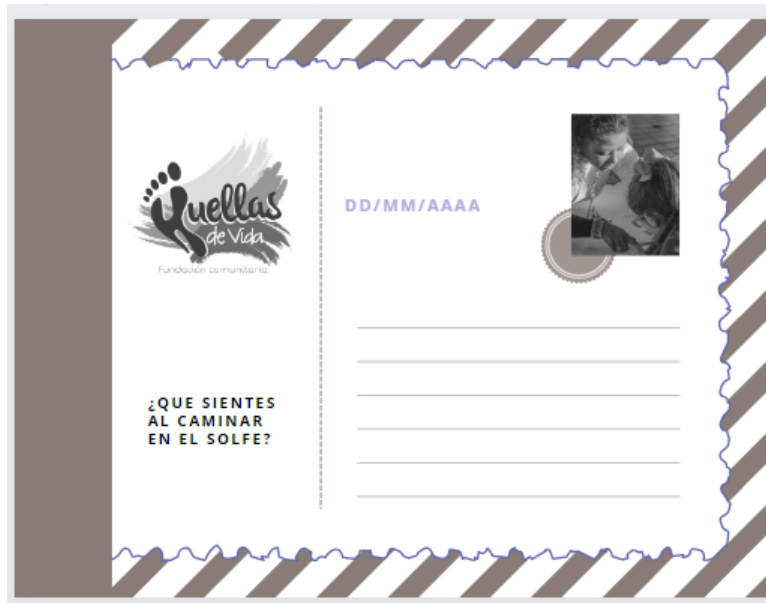 Huellas
de Vida
Fundación comunitaria
DD/MM/AAAA
¿QUE SIENTES
AL CAMINAR
EN EL SOLFE?